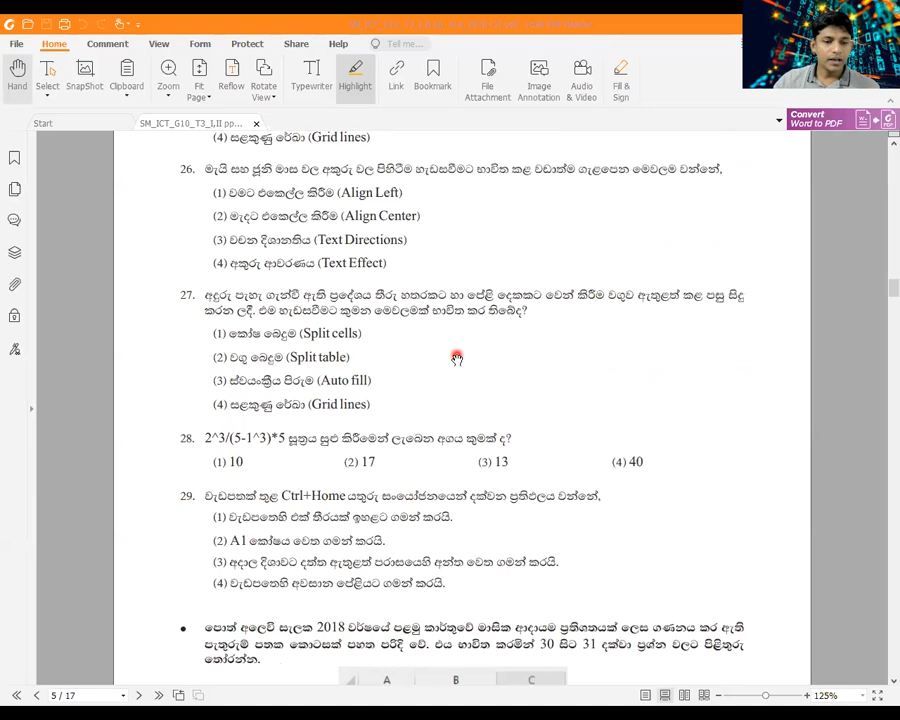 File Home Comment View Form Protect Share Help Tell me...
Hand Select SnapShot Clipboard Zoom Fit Page Reflow Rotate View Typewriter Highlight Link Bookmark File Attachment Image Annotation Audio & Video Fill & Sign
Start SM_ICT_G10_T3_LII pp... Convert Word to PDF
(4) සළකුණු රේඛා (Grid lines)
26. මැයි සහ ජූනි මාස වල අකුරු වල පිහිටීම හැඩසවීමට භාවිත කළ වඩාත්ම ගැළපෙන මෙවලම වන්නේ,
(1) වමට එකෙල්ල කිරීම (Align Left)
(2) මැදට එකෙල්ල කිරීම (Align Center)
(3) වචන දිශානතිය (Text Directions)
(4) අකුරු ආවරණය (Text Effect)
27. අඳුරු පැහැ ගැන්වී ඇති ප්‍රදේශය තීරු හතරකට හා පේළි දෙකකට වෙන් කිරීම වගුව ඇතුළත් කළ පසු සිදු
කරන ලදී. එම හැඩසවීමට කුමන මෙවලමක් භාවිත කර තිබේද?
(1) කෝෂ බෙදුම (Split cells)
(2) වගු බෙදුම (Split table)
(3) ස්වයංක්‍රීය පිරුම (Auto fill)
(4) සළකුණු රේඛා (Grid lines)
28. 2^3/(5-1^3)*5 සූත්‍රය සුළු කිරීමෙන් ලැබෙන අගය කුමක් ද?
(1) 10 (2) 17 (3) 13 (4) 40
29. වැඩපතක් තුළ Ctrl+Home යතුරු සංයෝජනයෙන් දක්වන ප්‍රතිඵලය වන්නේ,
(1) වැඩපතෙහි එක් තීරයක් ඉහළට ගමන් කරයි.
(2) A1 කෝෂය වෙත ගමන් කරයි.
(3) අදාල දිශාවට දත්ත ඇතුළත් පරාසයෙහි අන්ත වෙත ගමන් කරයි.
(4) වැඩපතෙහි අවසාන පේළියට ගමන් කරයි.
• පොත් අලෙවි සැලක 2018 වර්ෂයේ පළමු කාර්තුවේ මාසික ආදායම ප්‍රතිශතයක් ලෙස ගණනය කර ඇති
පැතුරුම් පතක කොටසක් පහත පරිදි වේ. එය භාවිත කරමින් 30 සිට 31 දක්වා ප්‍රශ්න වලට පිළිතුරු
තෝරන්න.
A B C
5 / 17 125%